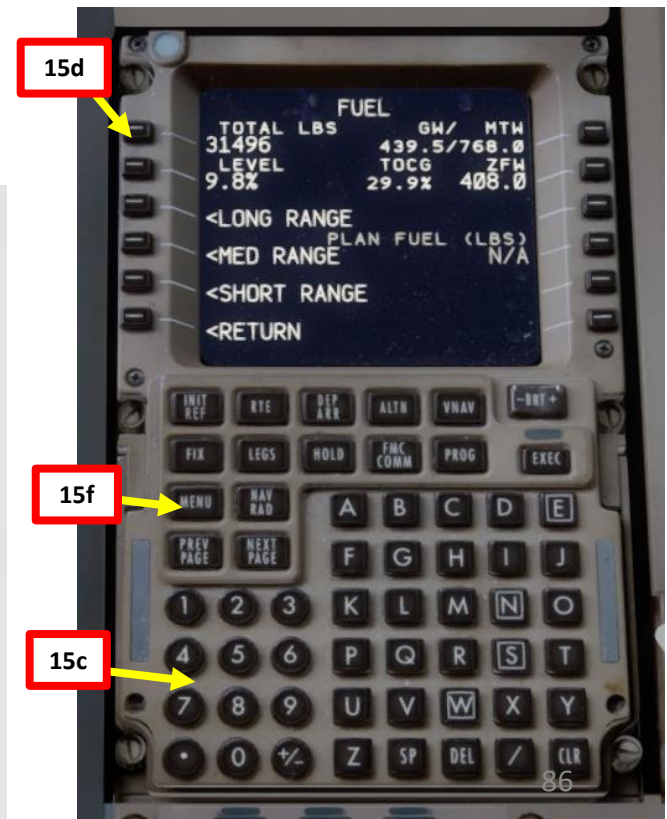 15d
FUEL
TOTAL LBS GW/ MTW
31496 439.5/768.0
LEVEL TOCG ZFW
9.8% 29.9% 408.0
<LONG RANGE
PLAN FUEL (LBS)
<MED RANGE N/A
<SHORT RANGE
<RETURN
INIT REF RTE DEP ARR ALTN VNAV -BRT+
FIX LEGS HOLD FMC COMM PROG EXEC
15f
MENU NAV RAD A B C D E
PREV PAGE NEXT PAGE F G H I J
1 2 3 K L M N O
15c
4 5 6 P Q R S T
7 8 9 U V W X Y
. 0 +/- Z SP DEL / CLR
86